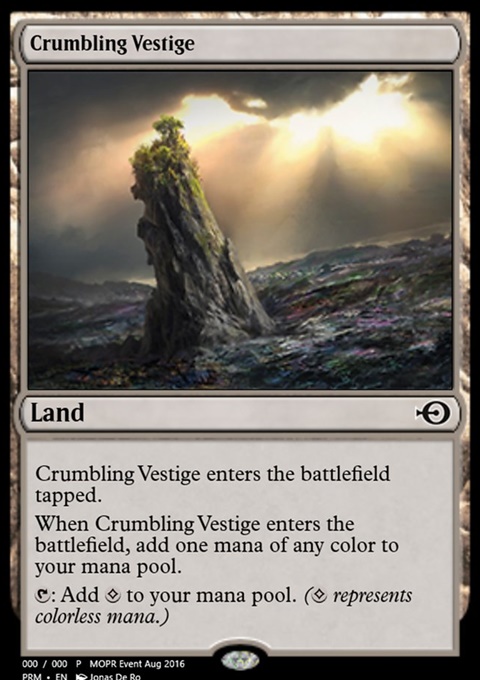 Crumbling Vestige
Land
Crumbling Vestige enters the battlefield
tapped.
When Crumbling Vestige enters the
battlefield, add one mana of any color to
your mana pool.
: Add to your mana pool. ( represents
colorless mana.)
000 / 000 P MOPR Event Aug 2016
PRM • EN Jonas De Ro